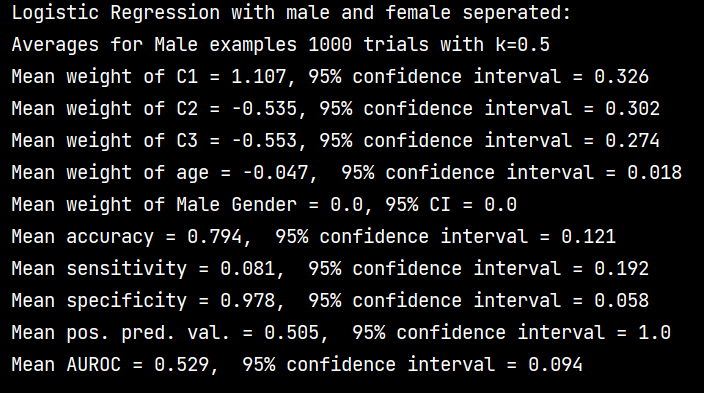 Logistic Regression with male and female seperated:
Averages for Male examples 1000 trials with k=0.5
Mean weight of C1 = 1.107, 95% confidence interval = 0.326
Mean weight of C2 = -0.535, 95% confidence interval = 0.302
Mean weight of C3 = -0.553, 95% confidence interval = 0.274
Mean weight of age = -0.047,  95% confidence interval = 0.018
Mean weight of Male Gender = 0.0, 95% CI = 0.0
Mean accuracy = 0.794,  95% confidence interval = 0.121
Mean sensitivity = 0.081,  95% confidence interval = 0.192
Mean specificity = 0.978,  95% confidence interval = 0.058
Mean pos. pred. val. = 0.505,  95% confidence interval = 1.0
Mean AUROC = 0.529,  95% confidence interval = 0.094